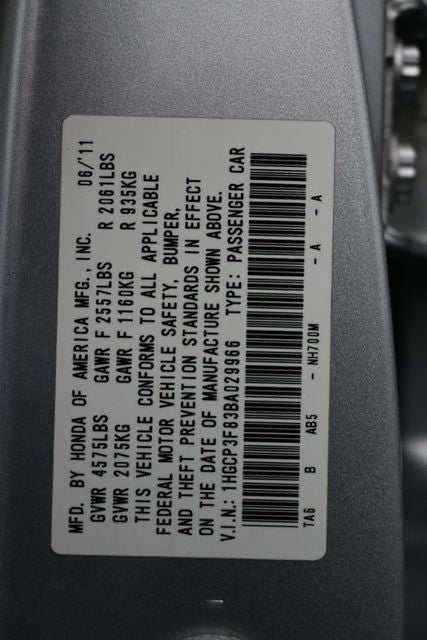 MFD. BY HONDA OF AMERICA MFG., INC. 06/'11
GVWR 4575LBS GAWR F 2557LBS R 2061LBS
GVWR 2075KG GAWR F 1160KG R 935KG
THIS VEHICLE CONFORMS TO ALL APPLICABLE
FEDERAL MOTOR VEHICLE SAFETY, BUMPER,
AND THEFT PREVENTION STANDARDS IN EFFECT
ON THE DATE OF MANUFACTURE SHOWN ABOVE.
V.I.N.: 1HGCP3F83BA029966 TYPE: PASSENGER CAR
TA6 B AB5 - NH700M - A - A